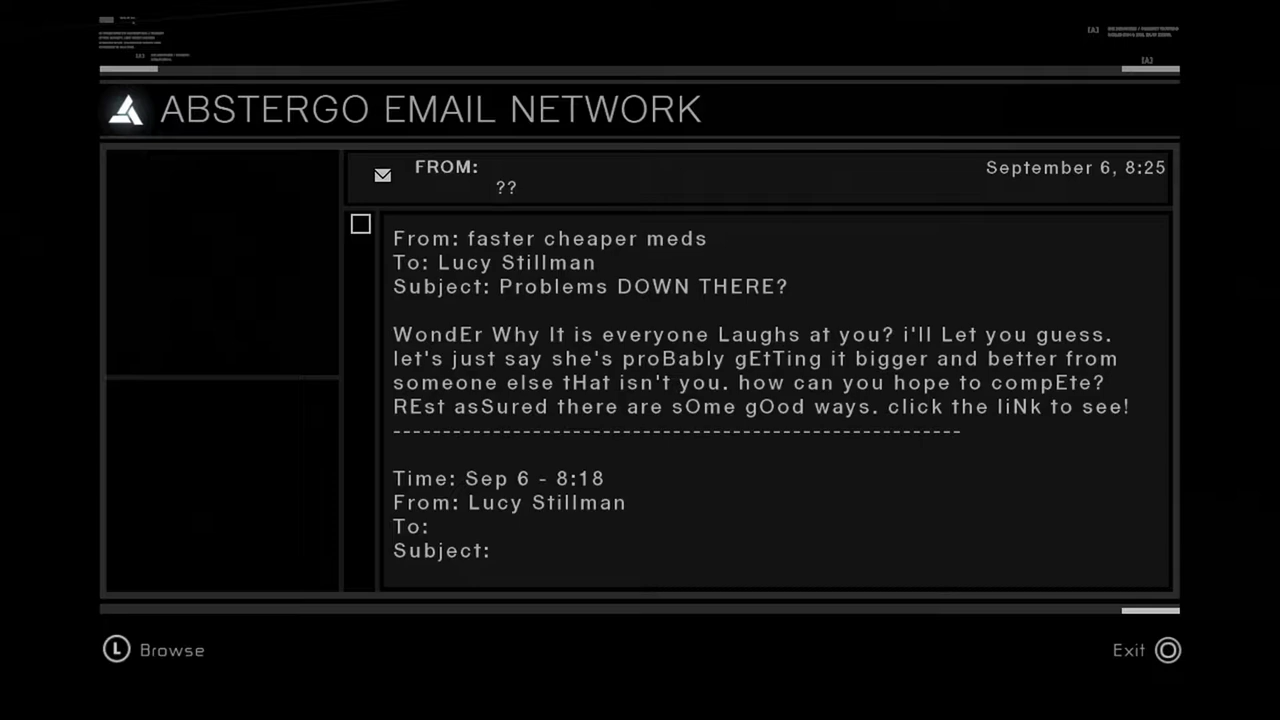 ABSTERGO EMAIL NETWORK
FROM:
September 6, 8:25
??
From: faster cheaper meds
To: Lucy Stillman
Subject: Problems DOWN THERE?
WondEr Why It is everyone Laughs at you? i'll Let you guess.
let's just say she's proBably gEtTing it bigger and better from
someone else tHat isn't you. how can you hope to compEte?
REst asSured there are sOme gOod ways. click the liNk to see!
---------------------------------------------------------
Time: Sep 6 - 8:18
From: Lucy Stillman
To:
Subject:
L Browse
Exit